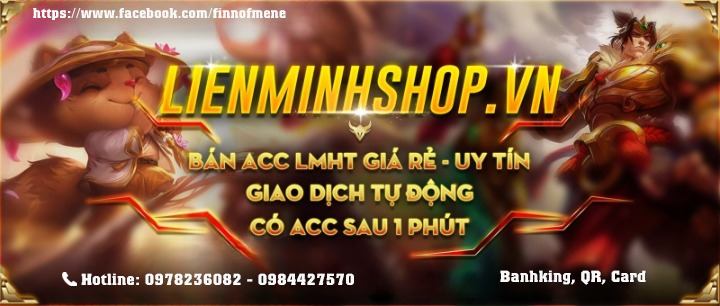 https://www.facebook.com/finnofmene
LIENMINHSHOP.VN
BÁN ACC LMHT GIÁ RẺ - UY TÍN
GIAO DỊCH TỰ ĐỘNG
CÓ ACC SAU 1 PHÚT
Hotline: 0978236082 - 0984427570
Banhking, QR, Card